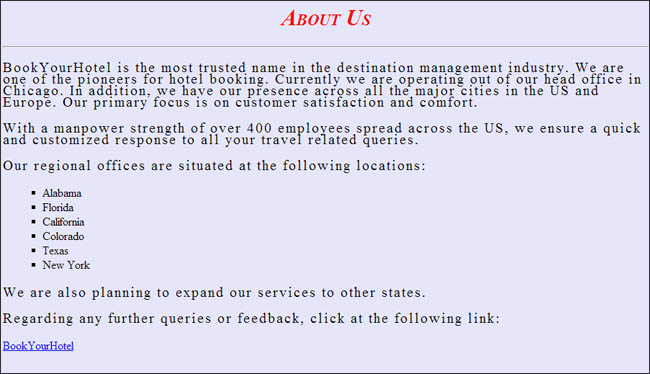 About Us
BookYourHotel is the most trusted name in the destination management industry. We are
one of the pioneers for hotel booking. Currently we are operating out of our head office in
Chicago. In addition, we have our presence across all the major cities in the US and
Europe. Our primary focus is on customer satisfaction and comfort.
With a manpower strength of over 400 employees spread across the US, we ensure a quick
and customized response to all your travel related queries.
Our regional offices are situated at the following locations:
Alabama
Florida
California
Colorado
Texas
New York
We are also planning to expand our services to other states.
Regarding any further queries or feedback, click at the following link:
BookYourHotel